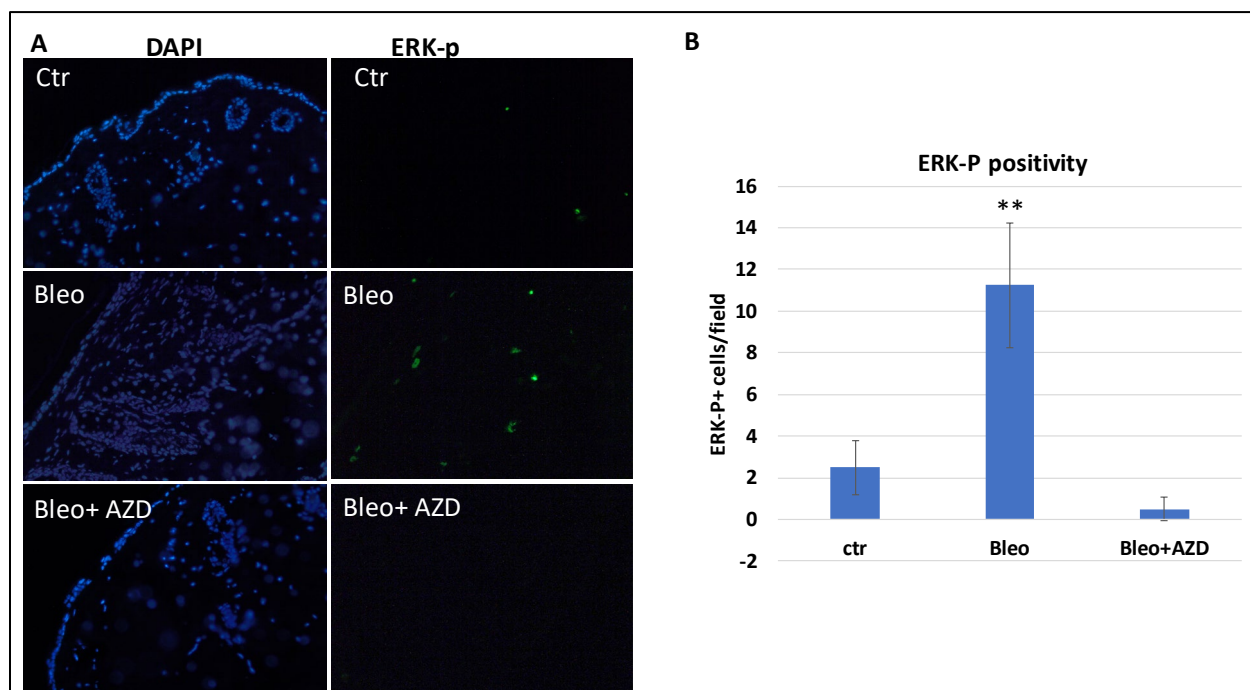 A
DAPI
ERK-p
Ctr
Ctr
Bleo
Bleo
Bleo+ AZD
Bleo+ AZD
B
ERK-P positivity
**
ERK-P+ cells/field
16
14
12
10
8
6
4
2
0
-2
ctr
Bleo
Bleo+AZD